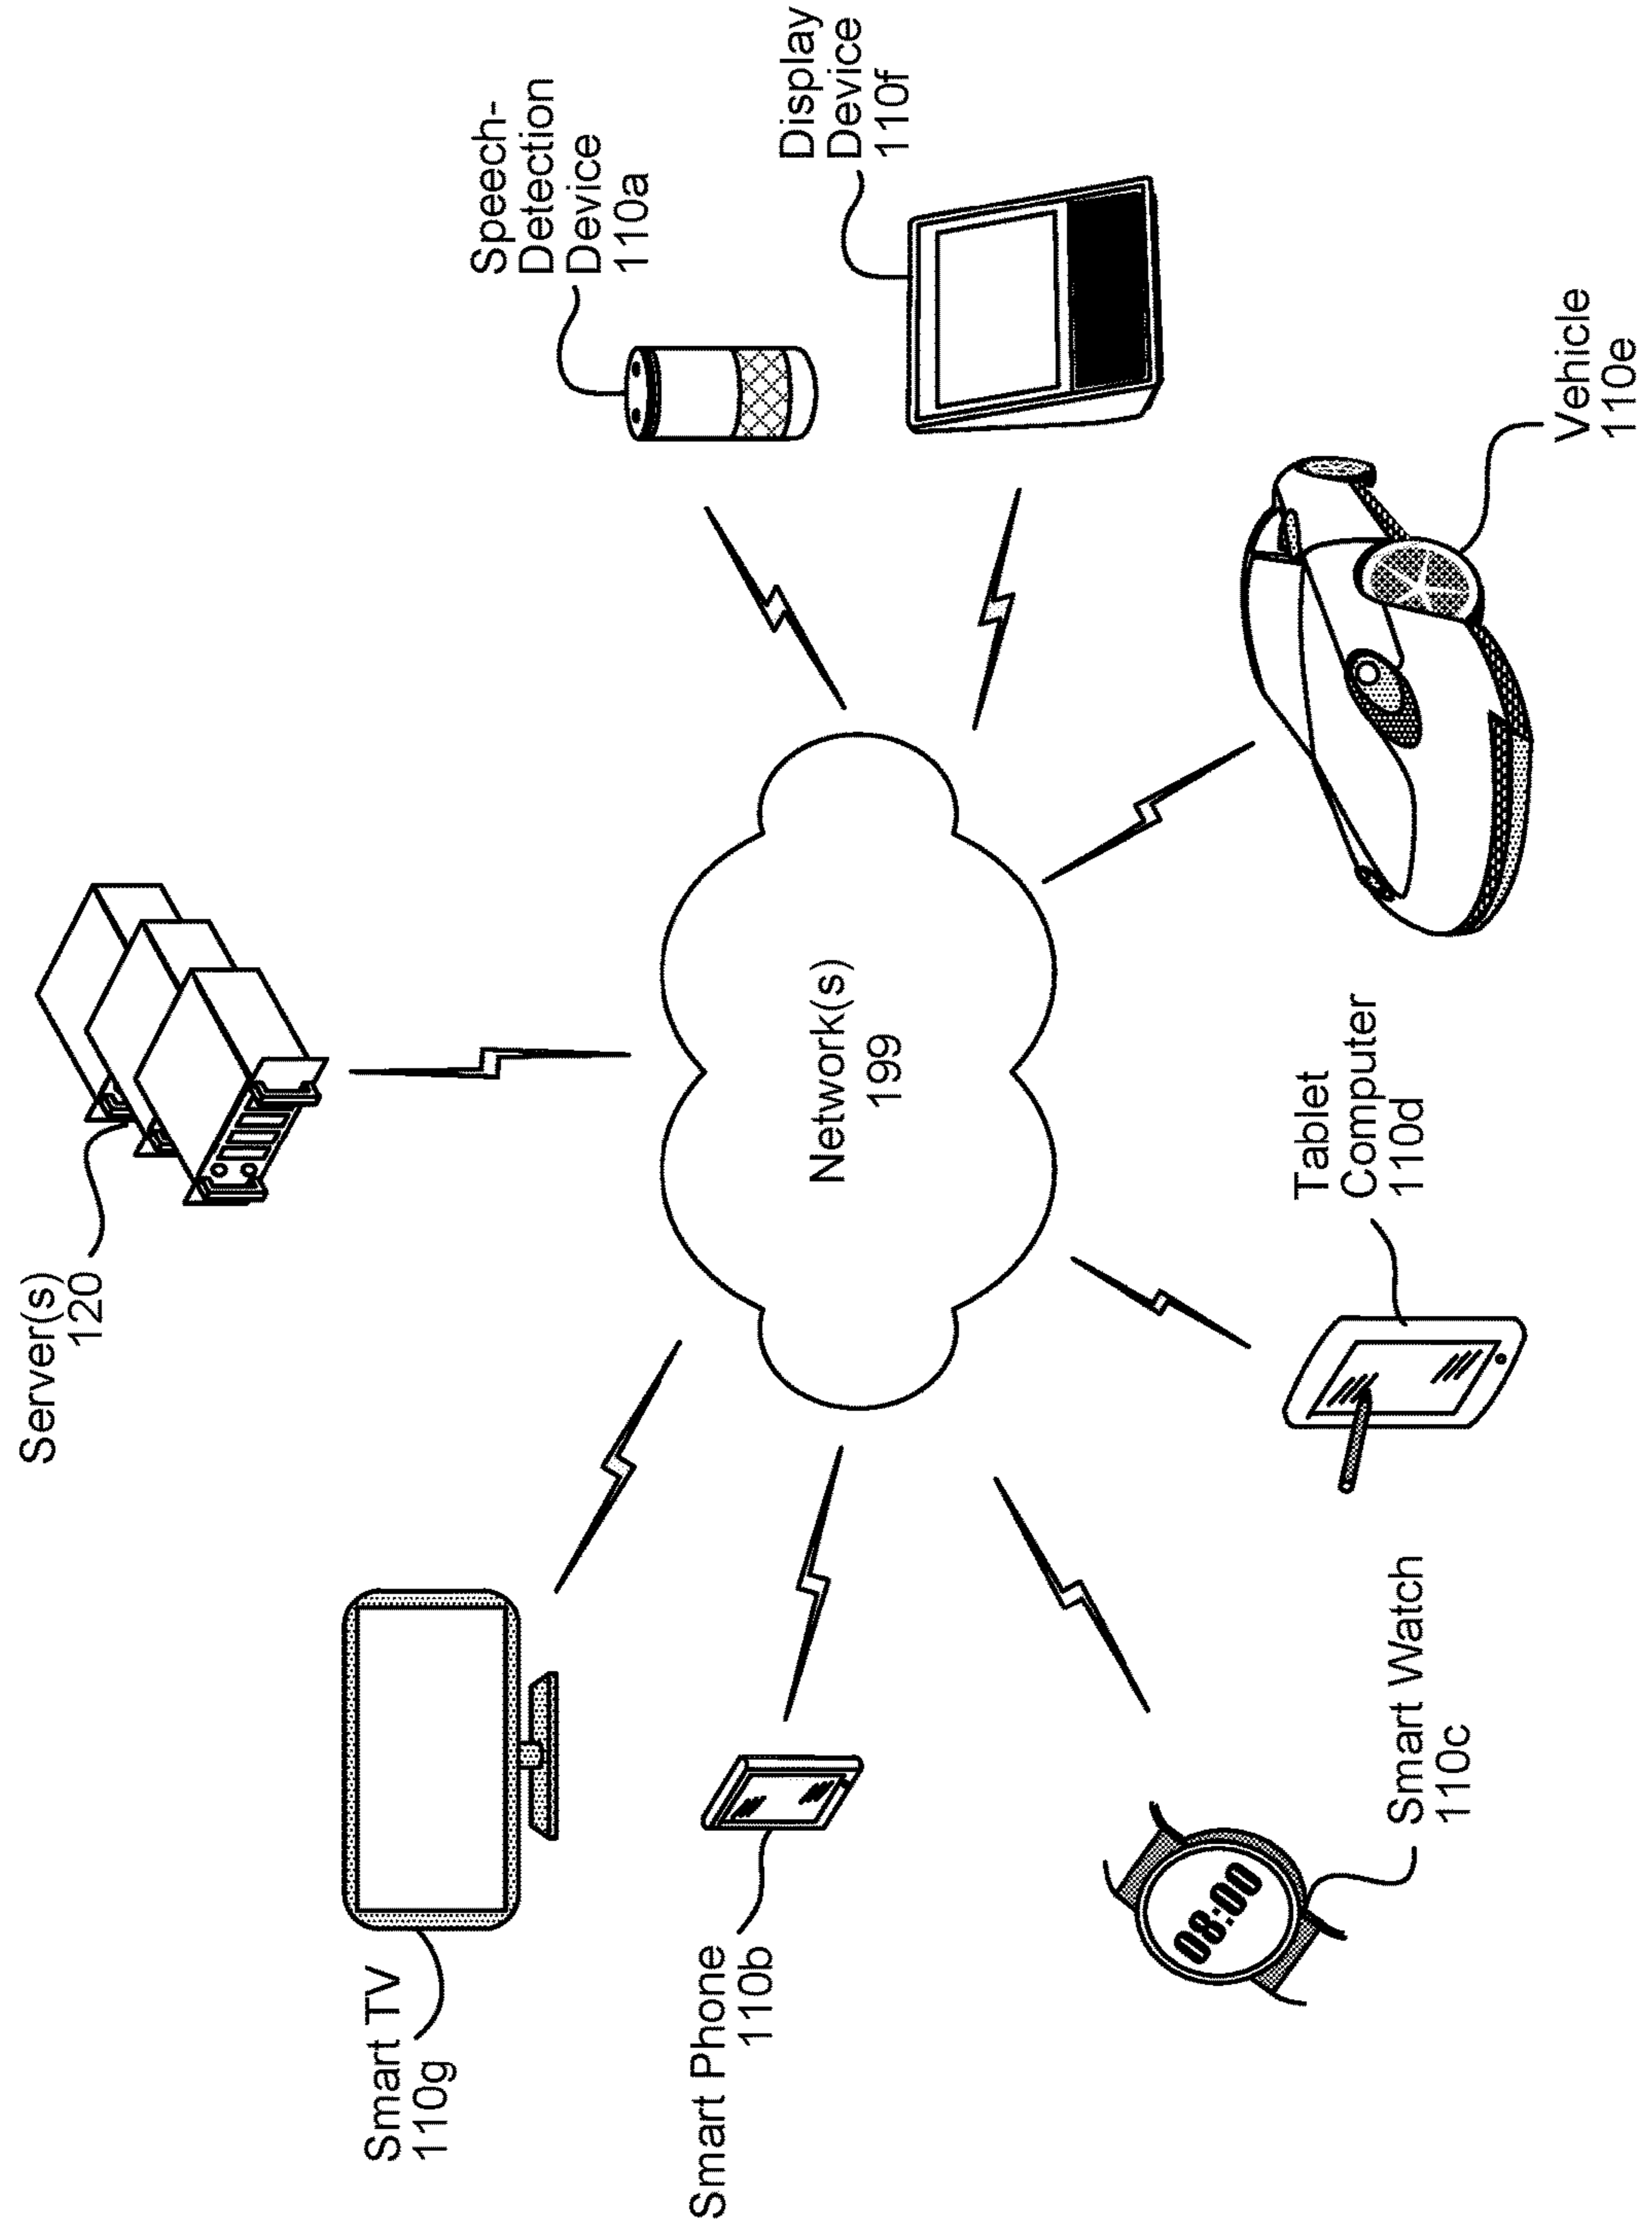 Server(s)
120
Smart TV
110g
Speech-
Detection
Device
110a
Smart Phone
110b
Network(s)
199
Display
Device
110f
08:00
Smart Watch
110c
Tablet
Computer
110d
Vehicle
110e